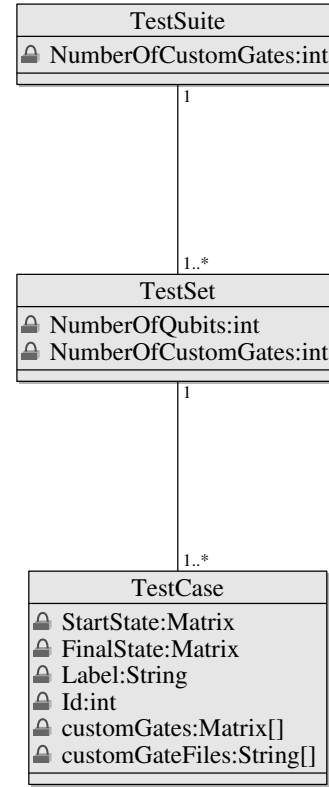 TestSuite
NumberOfCustomGates:int
1
1..*
TestSet
NumberOfQubits:int
NumberOfCustomGates:int
1
1..*
TestCase
StartState:Matrix
FinalState:Matrix
Label:String
Id:int
customGates:Matrix[]
customGateFiles:String[]